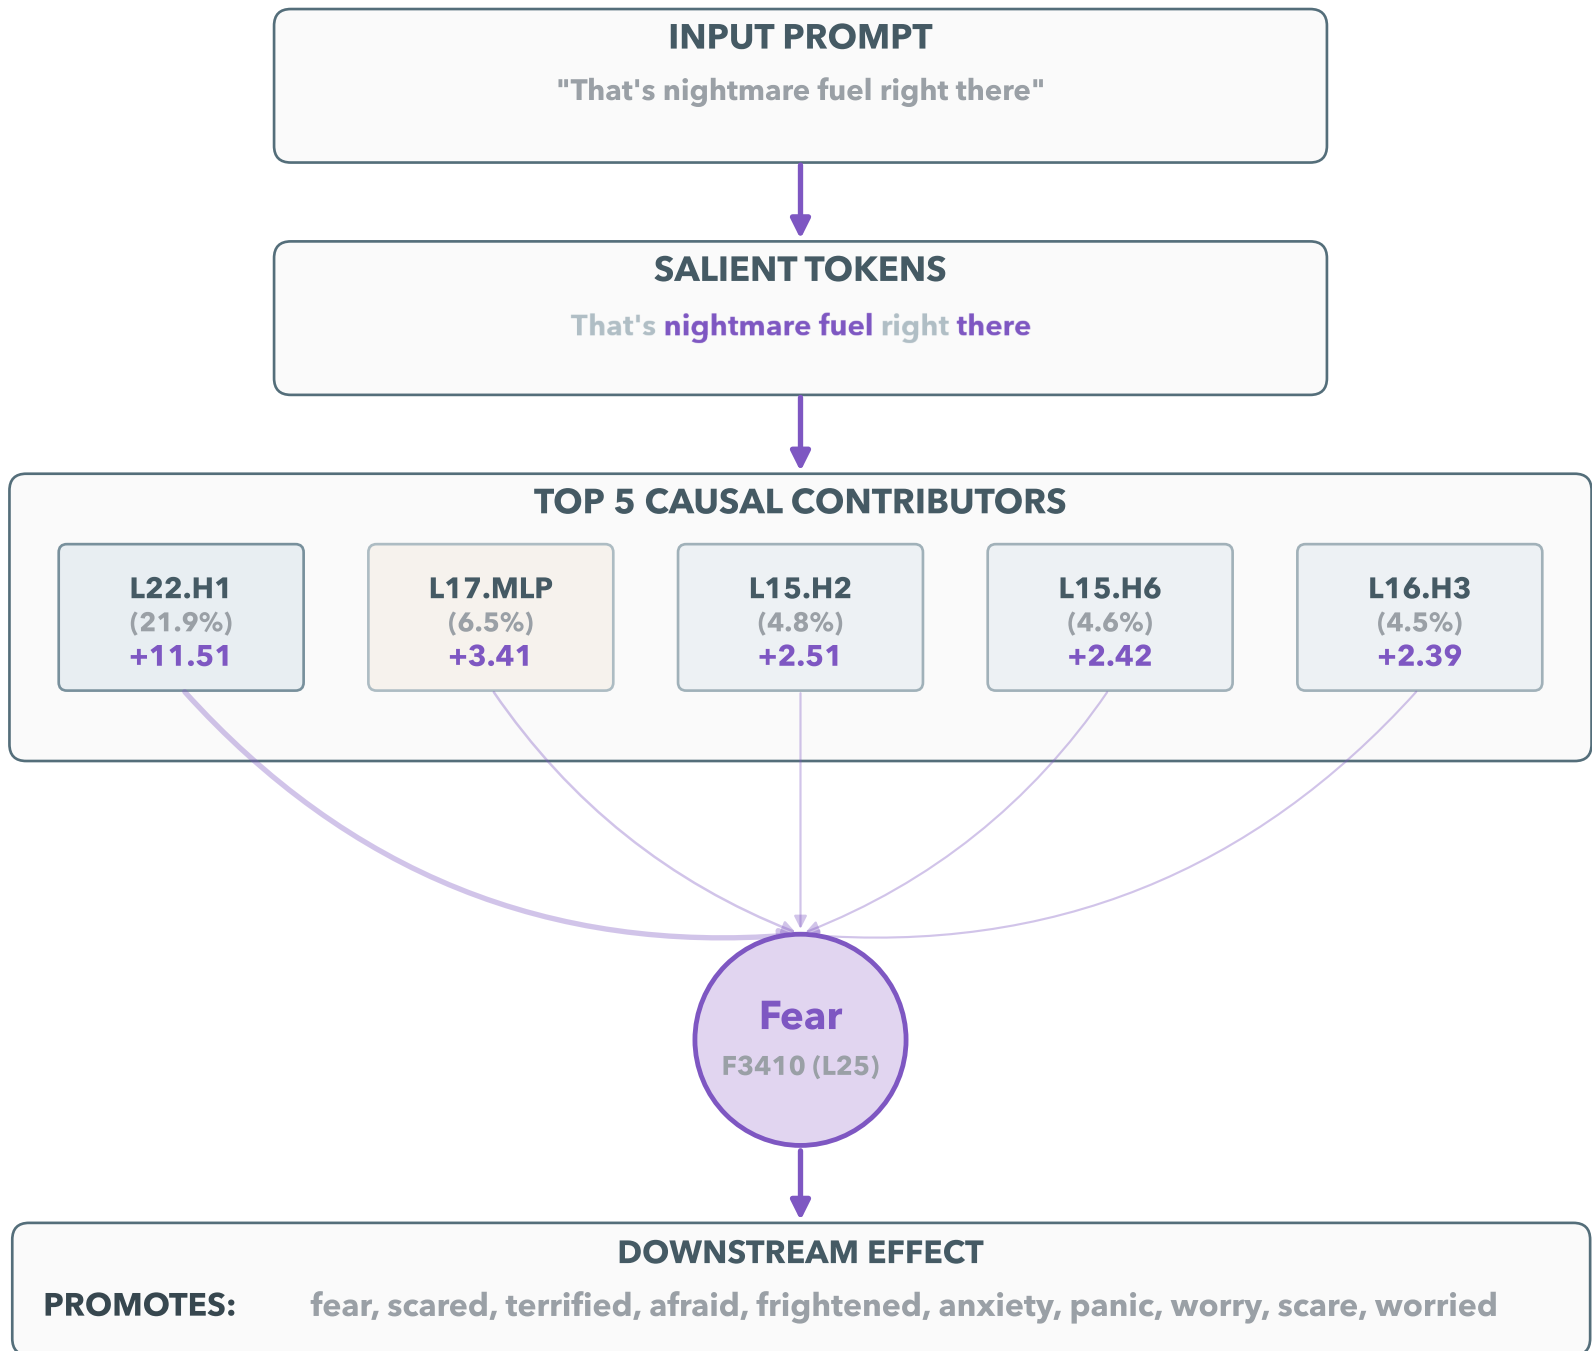 INPUT PROMPT
"That's nightmare fuel right there"
SALIENT TOKENS
That's nightmare fuel right there
TOP 5 CAUSAL CONTRIBUTORS
L22.H1
(21.9%)
+11.51
L17.MLP
(6.5%)
+3.41
L15.H2
(4.8%)
+2.51
L15.H6
(4.6%)
+2.42
L16.H3
(4.5%)
+2.39
Fear
F3410 (L25)
DOWNSTREAM EFFECT
PROMOTES: fear, scared, terrified, afraid, frightened, anxiety, panic, worry, scare, worried